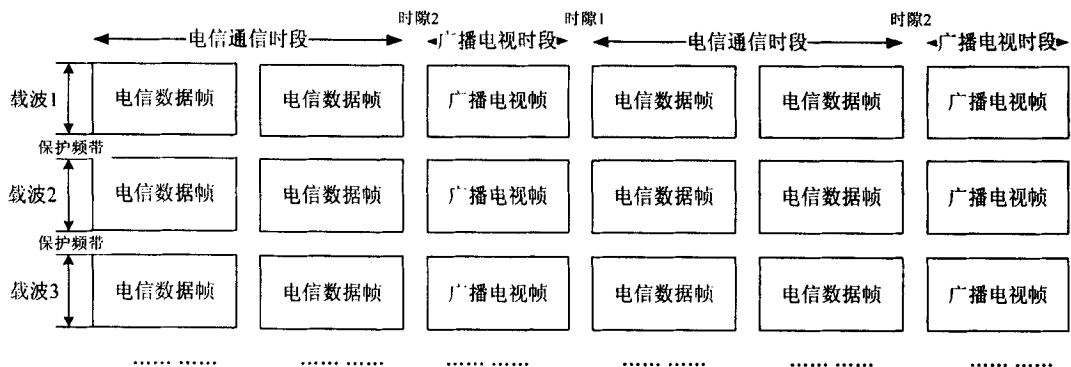 时隙2 时隙1 时隙2
电信通信时段 广播电视时段 电信通信时段 广播电视时段
载波1 电信数据帧 电信数据帧 广播电视帧 电信数据帧 电信数据帧 广播电视帧
保护频带
载波2 电信数据帧 电信数据帧 广播电视帧 电信数据帧 电信数据帧 广播电视帧
保护频带
载波3 电信数据帧 电信数据帧 广播电视帧 电信数据帧 电信数据帧 广播电视帧
…… …… …… …… …… …… …… …… …… …… …… ……